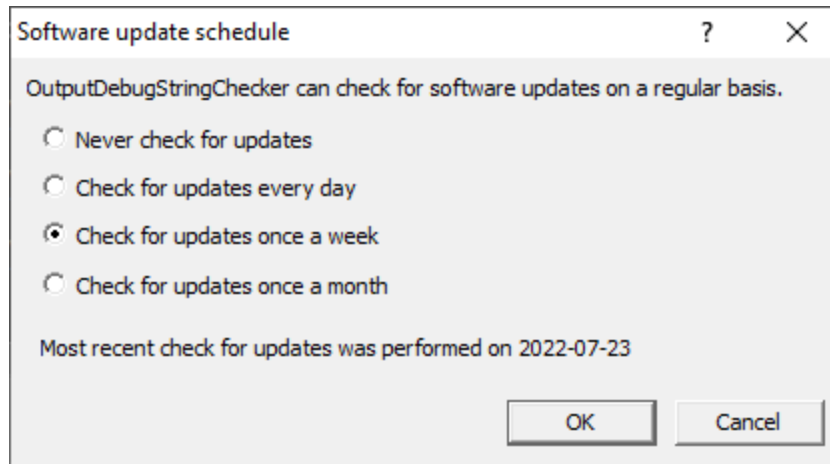 Software update schedule
OutputDebugStringChecker can check for software updates on a regular basis.
Never check for updates
Check for updates every day
Check for updates once a week
Check for updates once a month
Most recent check for updates was performed on 2022-07-23
OK Cancel